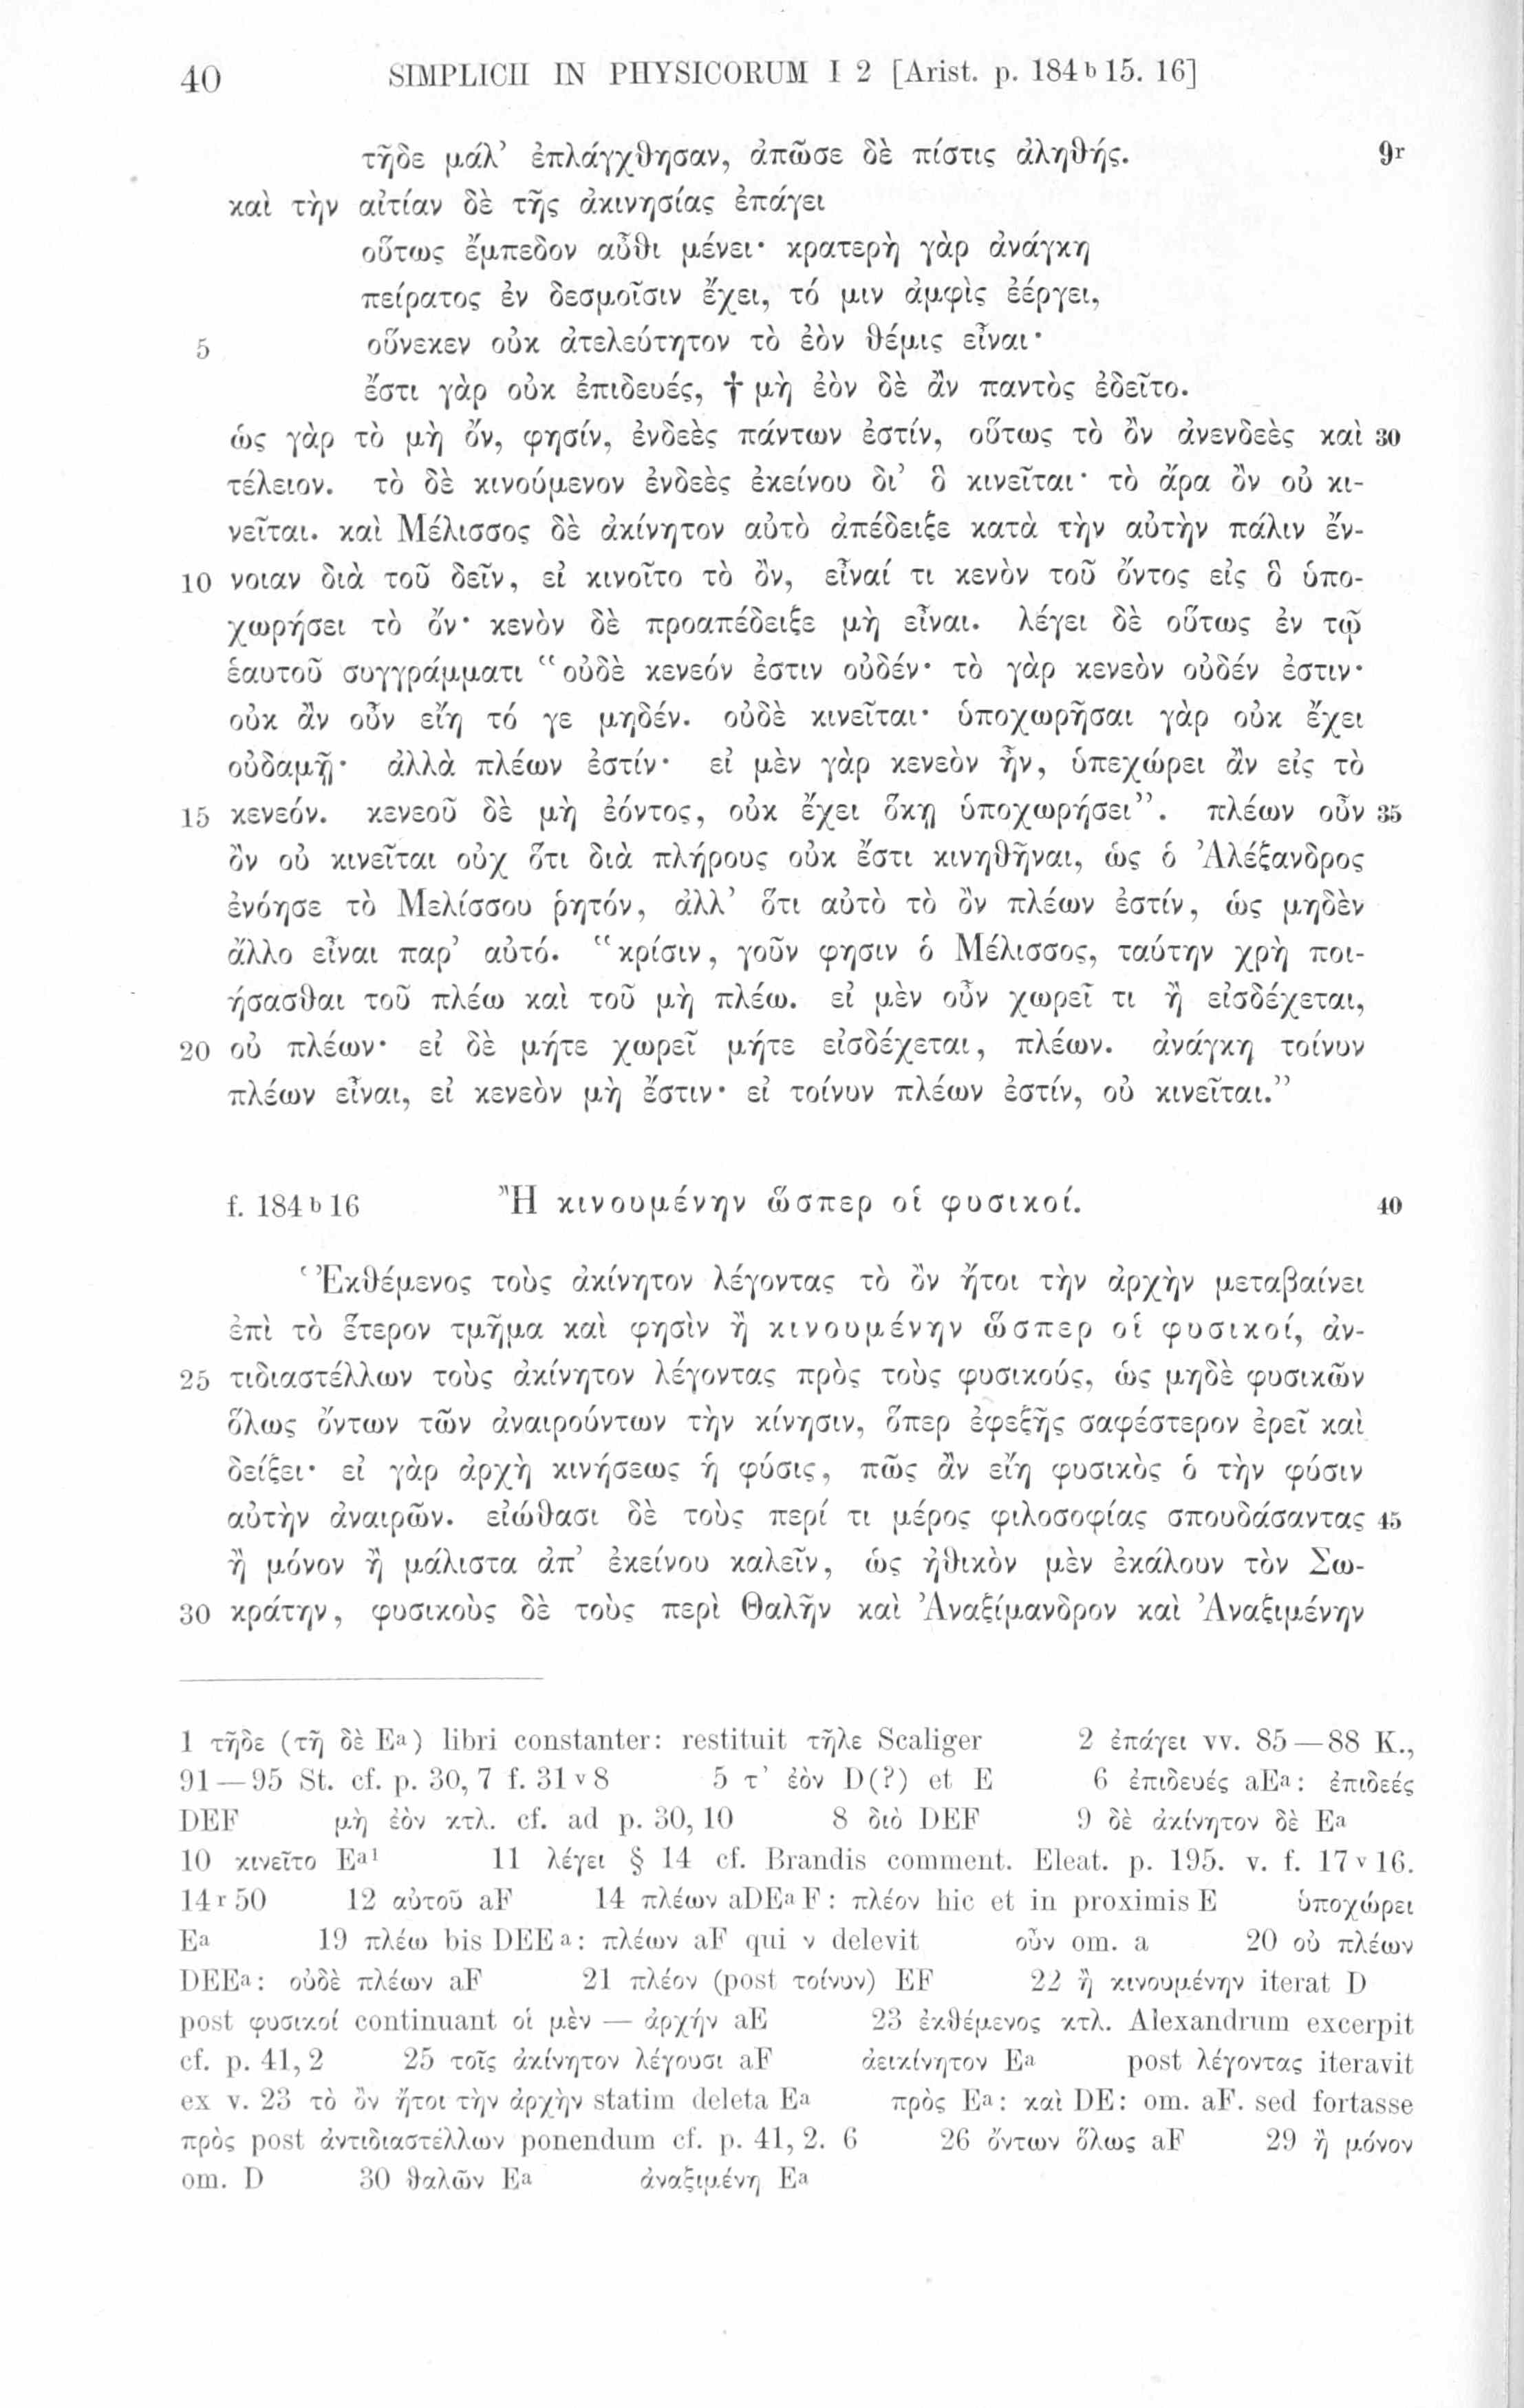 40 SIMPLICII IN PHYSICORUM I 2 [Arist. p. 184 b 15. 16]
τῆδε μάλ’ ἐπλάγχθησαν, ἀπῶσε δὲ πίστις ἀληθής. 9r
καὶ τὴν αἰτίαν δὲ τῆς ἀκινησίας ἐπάγει
οὕτως ἔμπεδον αὖθι μένει· κρατερὴ γὰρ ἀνάγκη
πείρατος ἐν δεσμοῖσιν ἔχει, τό μιν ἀμφὶς ἐέργει,
5 οὕνεκεν οὐκ ἀτελεύτητον τὸ ἐὸν θέμις εἶναι·
ἔστι γὰρ οὐκ ἐπιδευές, † μὴ ἐὸν δὲ ἂν παντὸς ἐδεῖτο.
ὡς γὰρ τὸ μὴ ὄν, φησίν, ἐνδεὲς πάντων ἐστίν, οὕτως τὸ ὂν ἀνενδεὲς καὶ 30
τέλειον. τὸ δὲ κινούμενον ἐνδεὲς ἐκείνου δι’ ὃ κινεῖται· τὸ ἄρα ὂν οὐ κι-
νεῖται. καὶ Μέλισσος δὲ ἀκίνητον αὐτὸ ἀπέδειξε κατὰ τὴν αὐτὴν πάλιν ἔν-
10 νοιαν διὰ τοῦ δεῖν, εἰ κινοῖτο τὸ ὄν, εἶναί τι κενὸν τοῦ ὄντος εἰς ὃ ὑπο-
χωρήσει τὸ ὄν· κενὸν δὲ προαπέδειξε μὴ εἶναι. λέγει δὲ οὕτως ἐν τῷ
ἑαυτοῦ συγγράμματι “οὐδὲ κενεόν ἐστιν οὐδέν· τὸ γὰρ κενεὸν οὐδέν ἐστιν·
οὐκ ἂν οὖν εἴη τό γε μηδέν. οὐδὲ κινεῖται· ὑποχωρῆσαι γὰρ οὐκ ἔχει
οὐδαμῇ· ἀλλὰ πλέων ἐστίν· εἰ μὲν γὰρ κενεὸν ἦν, ὑπεχώρει ἂν εἰς τὸ
15 κενεόν. κενεοῦ δὲ μὴ ἐόντος, οὐκ ἔχει ὅκῃ ὑποχωρήσει”. πλέων οὖν 35
ὂν οὐ κινεῖται οὐχ ὅτι διὰ πλήρους οὐκ ἔστι κινηθῆναι, ὡς ὁ Ἀλέξανδρος
ἐνόησε τὸ Μελίσσου ῥητόν, ἀλλ’ ὅτι αὐτὸ τὸ ὂν πλέων ἐστίν, ὡς μηδὲν
ἄλλο εἶναι παρ’ αὐτό. “κρίσιν, γοῦν φησιν ὁ Μέλισσος, ταύτην χρὴ ποι-
ήσασθαι τοῦ πλέω καὶ τοῦ μὴ πλέω. εἰ μὲν οὖν χωρεῖ τι ἢ εἰσδέχεται,
20 οὐ πλέων· εἰ δὲ μήτε χωρεῖ μήτε εἰσδέχεται, πλέων. ἀνάγκη τοίνυν
πλέων εἶναι, εἰ κενεὸν μὴ ἔστιν· εἰ τοίνυν πλέων ἐστίν, οὐ κινεῖται.”
f. 184 b 16 Ἢ κινουμένην ὥσπερ οἱ φυσικοί. 40
‘Ἐκθέμενος τοὺς ἀκίνητον λέγοντας τὸ ὂν ἤτοι τὴν ἀρχὴν μεταβαίνει
ἐπὶ τὸ ἕτερον τμῆμα καὶ φησὶν ἢ κινουμένην ὥσπερ οἱ φυσικοί, ἀν-
25 τιδιαστέλλων τοὺς ἀκίνητον λέγοντας πρὸς τοὺς φυσικούς, ὡς μηδὲ φυσικῶν
ὅλως ὄντων τῶν ἀναιρούντων τὴν κίνησιν, ὅπερ ἐφεξῆς σαφέστερον ἐρεῖ καὶ
δείξει· εἰ γὰρ ἀρχὴ κινήσεως ἡ φύσις, πῶς ἂν εἴη φυσικὸς ὁ τὴν φύσιν
αὐτὴν ἀναιρῶν. εἰώθασι δὲ τοὺς περί τι μέρος φιλοσοφίας σπουδάσαντας 45
ἢ μόνον ἢ μάλιστα ἀπ’ ἐκείνου καλεῖν, ὡς ἠθικὸν μὲν ἐκάλουν τὸν Σω-
30 κράτην, φυσικοὺς δὲ τοὺς περὶ Θαλῆν καὶ Ἀναξίμανδρον καὶ Ἀναξιμένην
1 τῆδε (τῆ δὲ Eᵃ) libri constanter: restituit τῆλε Scaliger 2 ἐπάγει vv. 85—88 K.,
91—95 St. cf. p. 30, 7 f. 31 v 8 5 τ’ ἐὸν D(?) et E 6 ἐπιδευές aEᵃ: ἐπιδεές
DEF μὴ ἐὸν κτλ. cf. ad p. 30, 10 8 διὸ DEF 9 δὲ ἀκίνητον δὲ Eᵃ
10 κινεῖτο Eᵃ¹ 11 λέγει § 14 cf. Brandis comment. Eleat. p. 195. v. f. 17 v 16.
14 r 50 12 αὐτοῦ aF 14 πλέων aDEᵃF: πλέον hic et in proximis E ὑποχώρει
Eᵃ 19 πλέω bis DEEᵃ: πλέων aF qui ν delevit οὖν om. a 20 οὐ πλέων
DEEᵃ: οὐδὲ πλέων aF 21 πλέον (post τοίνυν) EF 22 ἢ κινουμένην iterat D
post φυσικοί continuant οἱ μὲν — ἀρχήν aE 23 ἐκθέμενος κτλ. Alexandrum excerpit
cf. p. 41, 2 25 τοῖς ἀκίνητον λέγουσι aF ἀεικίνητον Eᵃ post λέγοντας iteravit
ex v. 23 τὸ ὂν ἤτοι τὴν ἀρχὴν statim deleta Eᵃ πρὸς Eᵃ: καὶ DE: om. aF. sed fortasse
πρὸς post ἀντιδιαστέλλων ponendum cf. p. 41, 2. 6 26 ὄντων ὅλως aF 29 ἢ μόνον
om. D 30 θαλῶν Eᵃ ἀναξιμένη Eᵃ